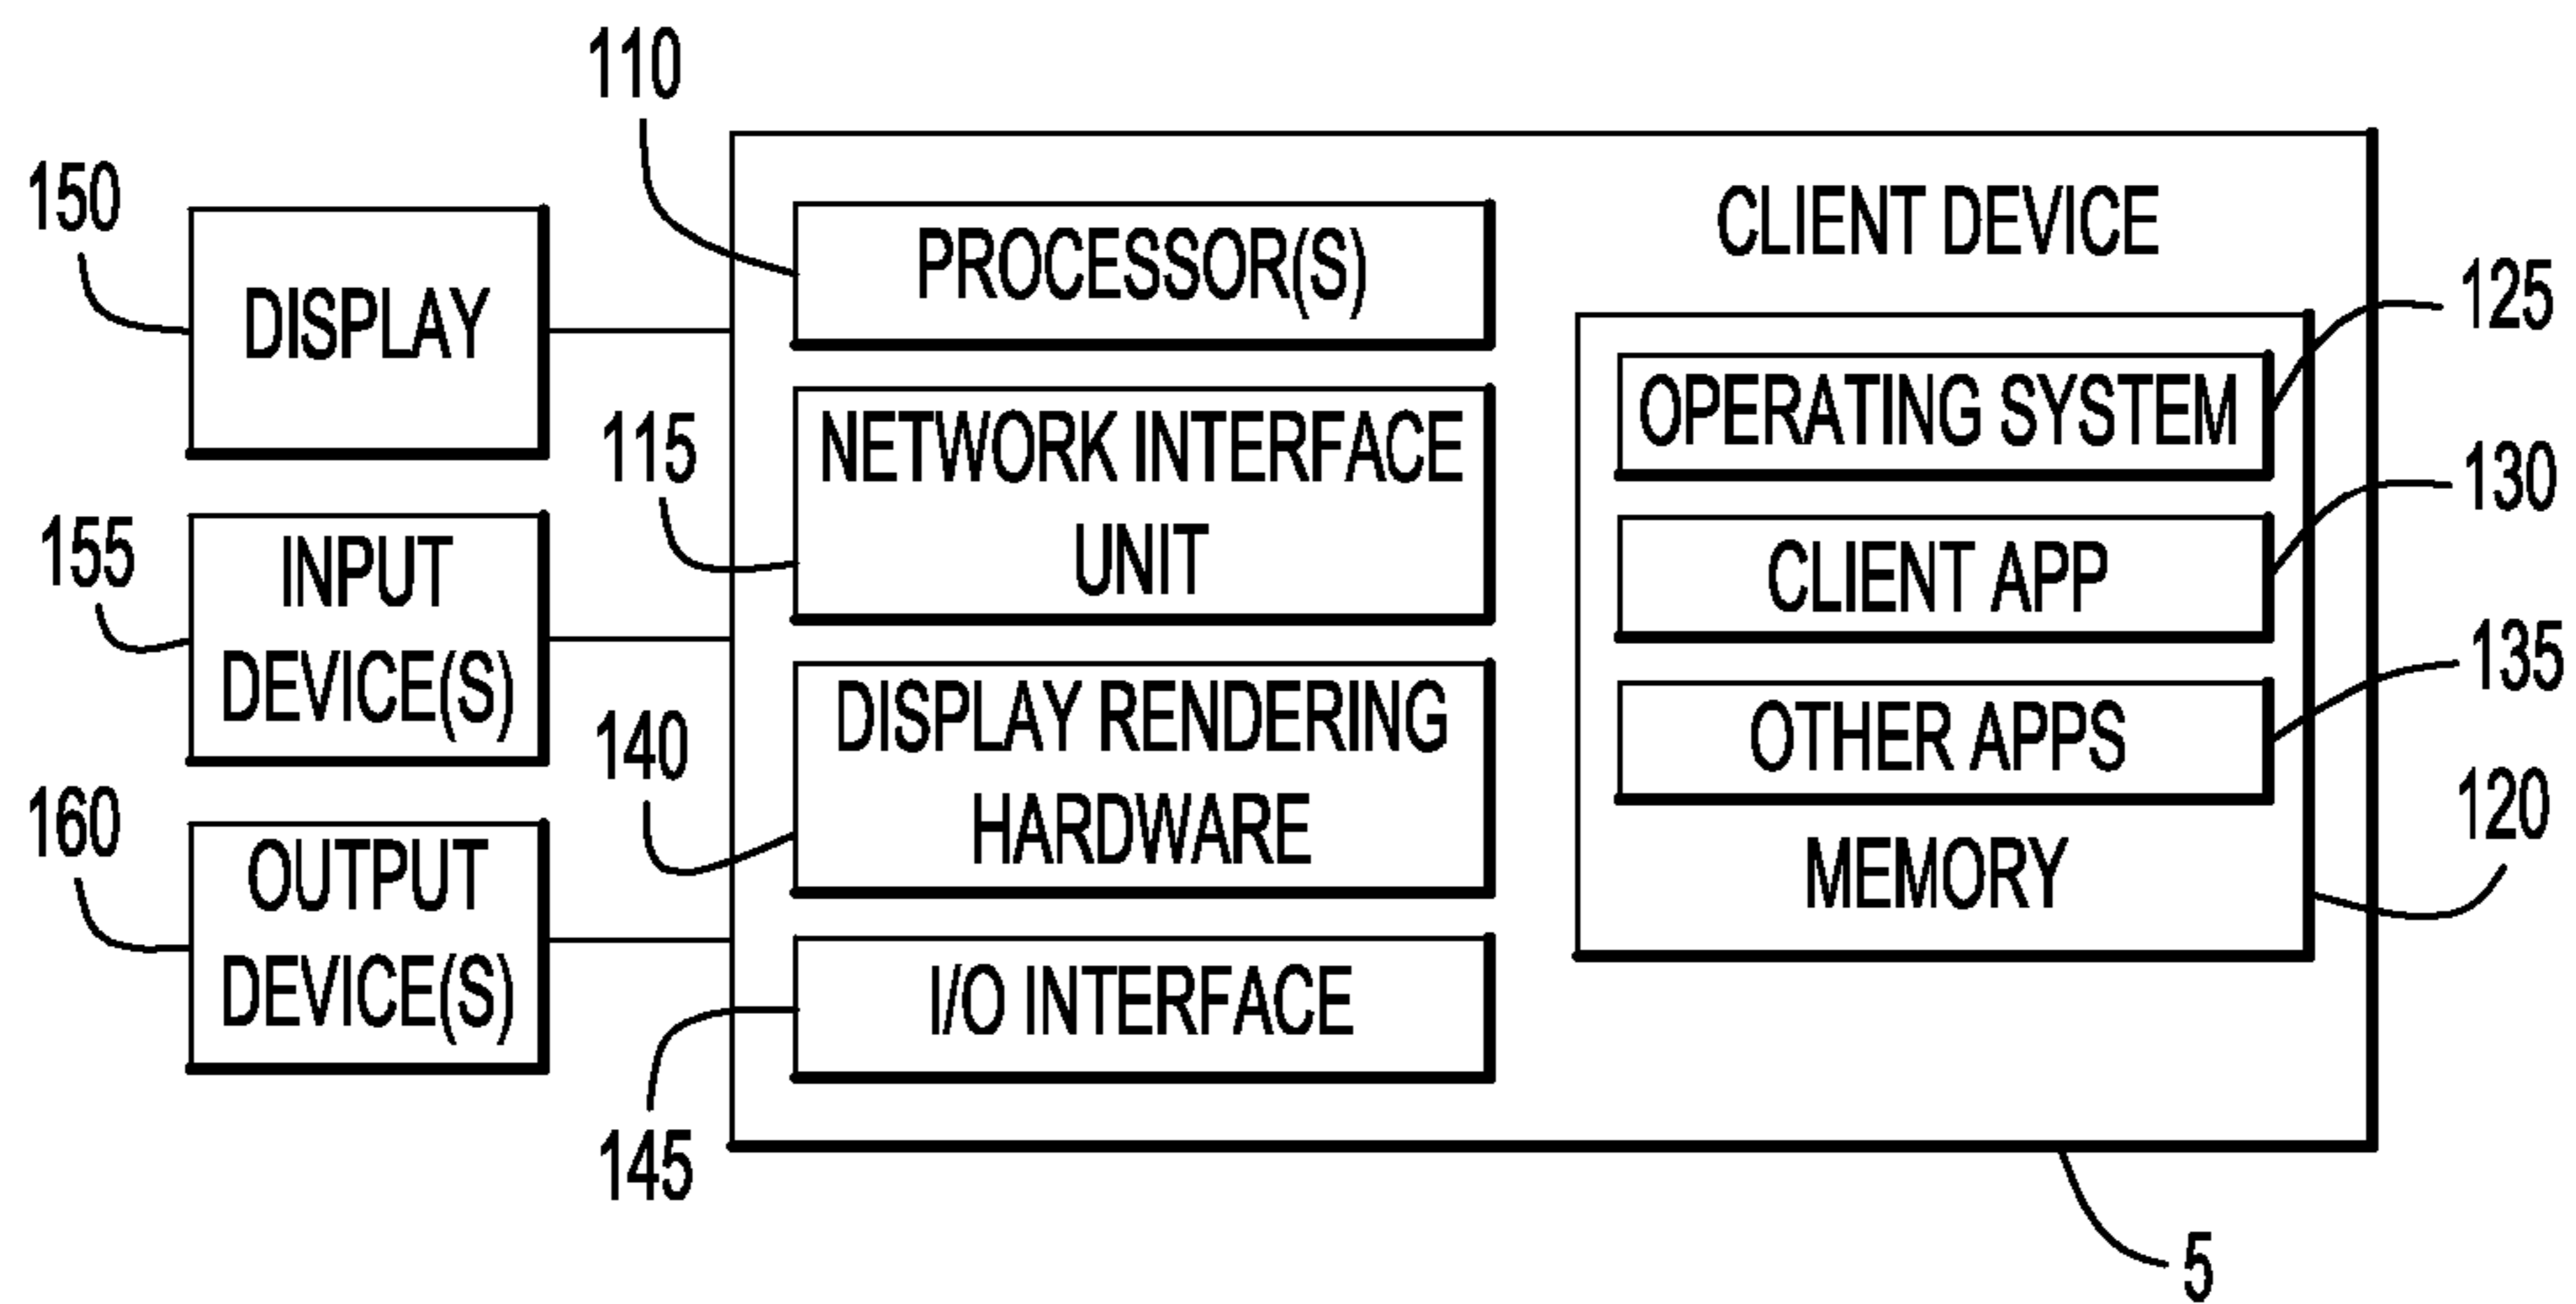 110
150
DISPLAY
155
INPUT
DEVICE(S)
160
OUTPUT
DEVICE(S)
PROCESSOR(S)
115
NETWORK INTERFACE
UNIT
140
DISPLAY RENDERING
HARDWARE
I/O INTERFACE
145
CLIENT DEVICE
125
OPERATING SYSTEM
130
CLIENT APP
135
OTHER APPS
120
MEMORY
5